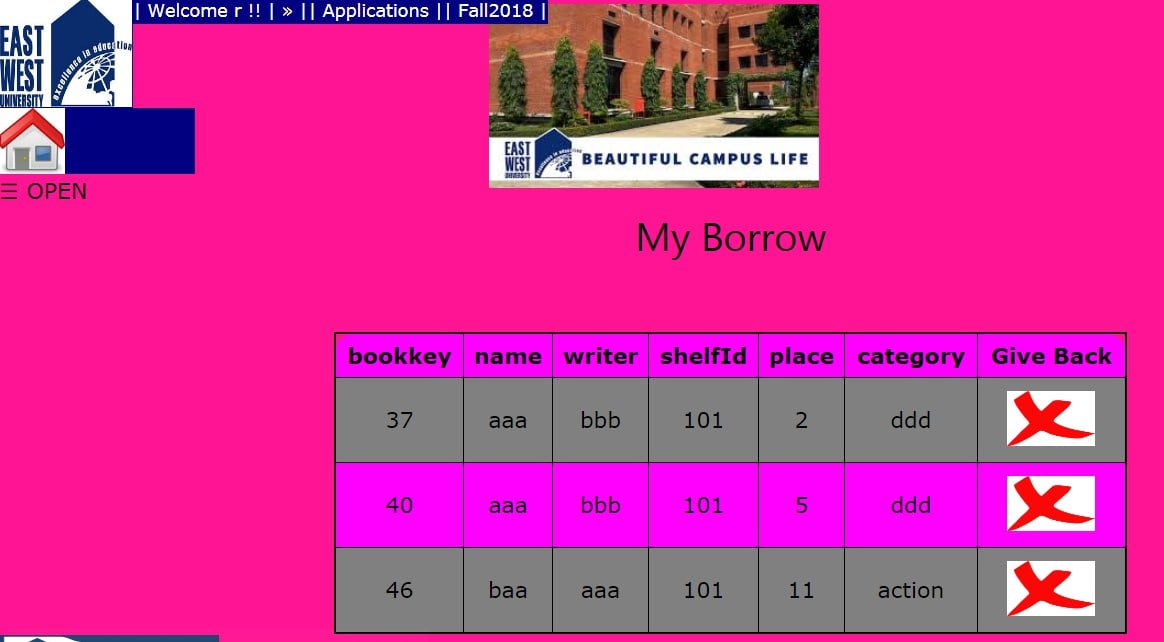 | Welcome r !! | » || Applications || Fall2018 |
EAST
WEST
UNIVERSITY
excellence in education
EAST
WEST
UNIVERSITY
excellence in education
BEAUTIFUL CAMPUS LIFE
☰ OPEN
My Borrow
bookkey name writer shelfId place category Give Back
37 aaa bbb 101 2 ddd
40 aaa bbb 101 5 ddd
46 baa aaa 101 11 action